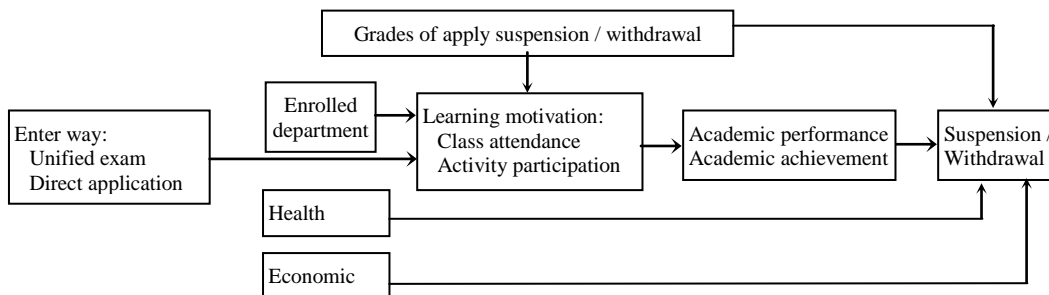 Grades of apply suspension / withdrawal
Enrolled
department
Enter way:
Unified exam
Direct application
Learning motivation:
Class attendance
Activity participation
Academic performance
Academic achievement
Suspension /
Withdrawal
Health
Economic